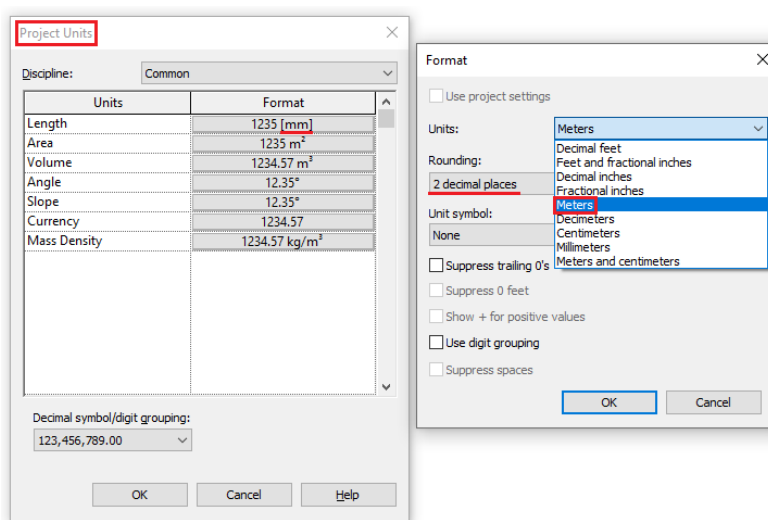 Project Units
Discipline: Common
Units Format
Length 1235 [mm]
Area 1235 m²
Volume 1234.57 m³
Angle 12.35°
Slope 12.35°
Currency 1234.57
Mass Density 1234.57 kg/m³
Decimal symbol/digit grouping:
123,456,789.00
OK Cancel Help
Format
Use project settings
Units: Meters
Decimal feet
Feet and fractional inches
Decimal inches
Fractional inches
Meters
Decimeters
Centimeters
Millimeters
Meters and centimeters
Rounding:
2 decimal places
Unit symbol:
None
Suppress trailing 0's
Suppress 0 feet
Show + for positive values
Use digit grouping
Suppress spaces
OK Cancel